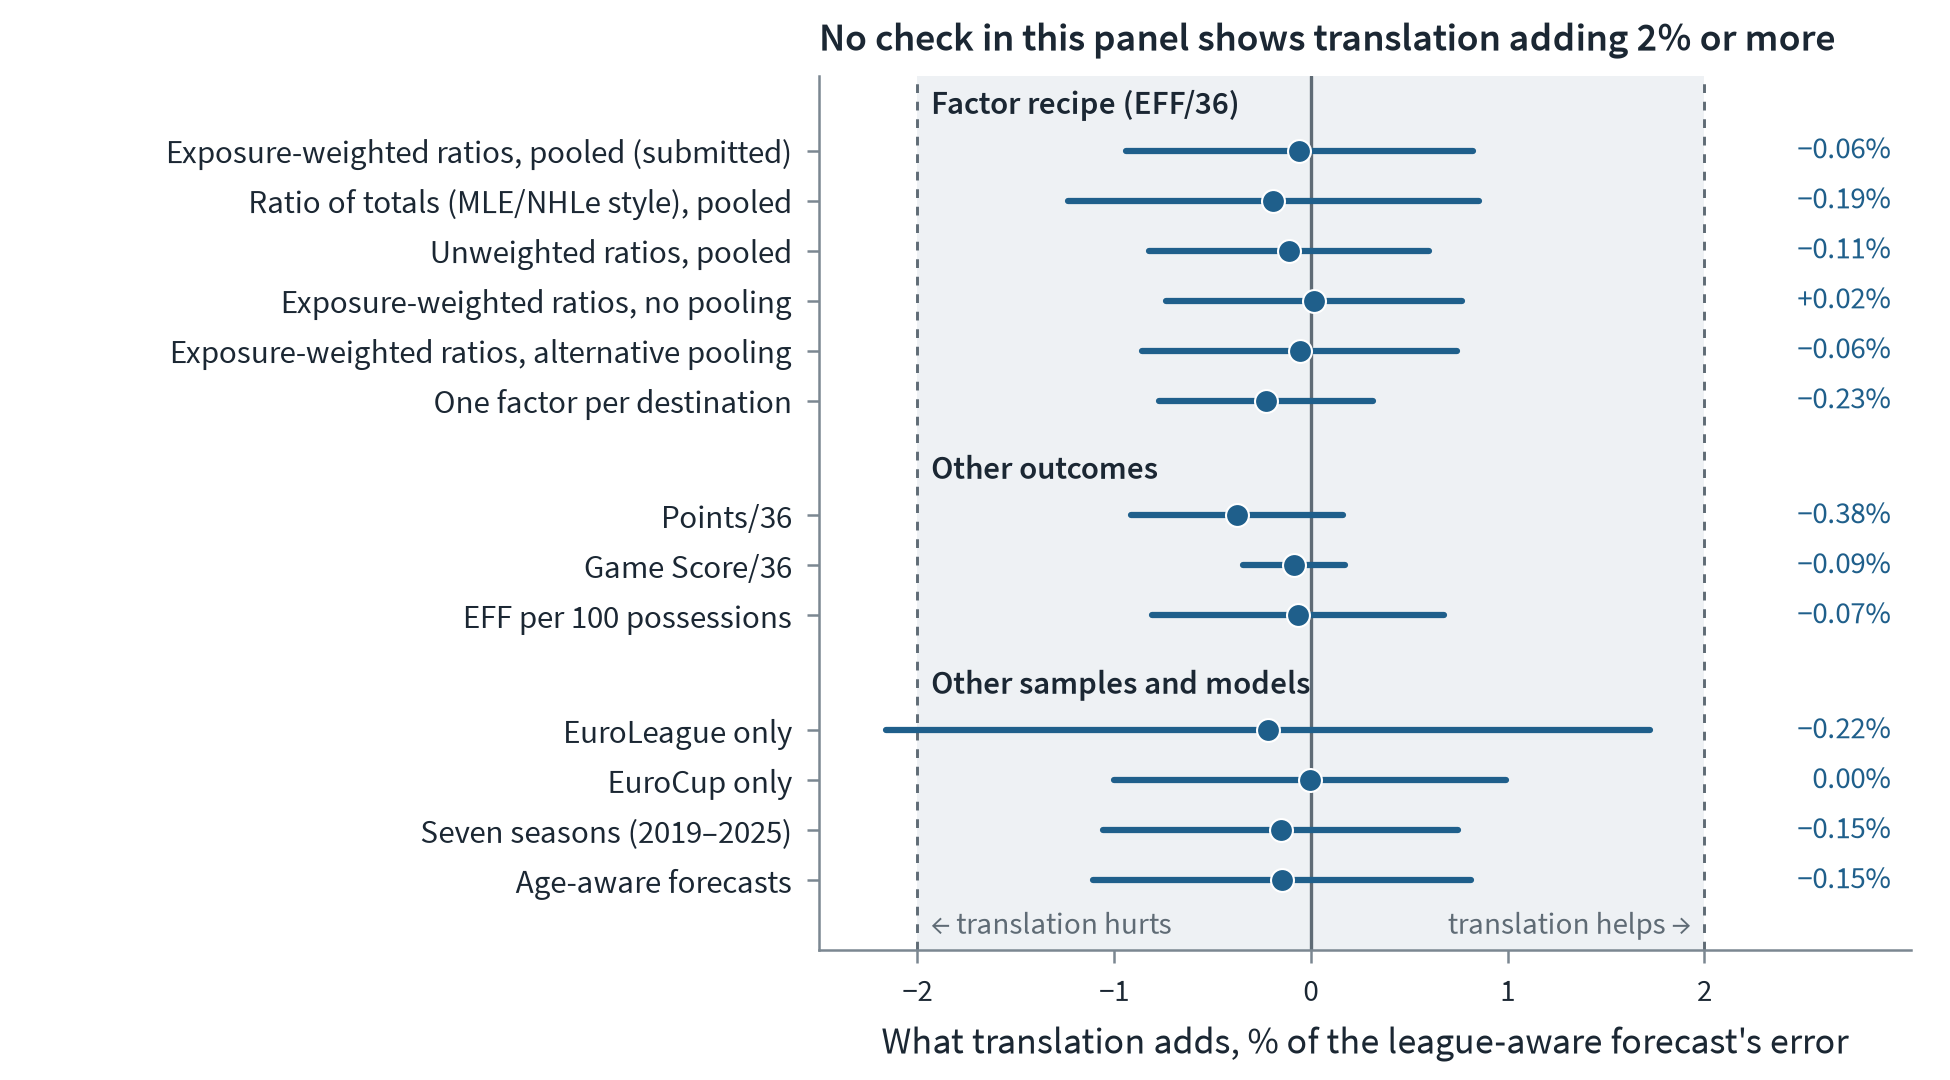 No check in this panel shows translation adding 2% or more
Factor recipe (EFF/36)
Exposure-weighted ratios, pooled (submitted) −0.06%
Ratio of totals (MLE/NHLe style), pooled −0.19%
Unweighted ratios, pooled −0.11%
Exposure-weighted ratios, no pooling +0.02%
Exposure-weighted ratios, alternative pooling −0.06%
One factor per destination −0.23%
Other outcomes
Points/36 −0.38%
Game Score/36 −0.09%
EFF per 100 possessions −0.07%
Other samples and models
EuroLeague only −0.22%
EuroCup only 0.00%
Seven seasons (2019–2025) −0.15%
Age-aware forecasts −0.15%
← translation hurts translation helps →
−2 −1 0 1 2
What translation adds, % of the league-aware forecast's error